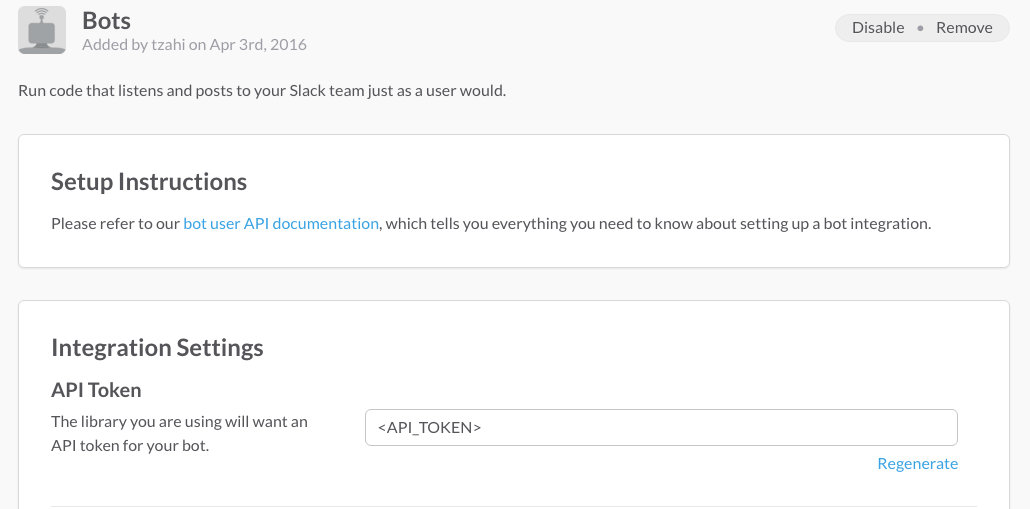 Bots
Added by tzahi on Apr 3rd, 2016
Disable • Remove
Run code that listens and posts to your Slack team just as a user would.
Setup Instructions
Please refer to our bot user API documentation, which tells you everything you need to know about setting up a bot integration.
Integration Settings
API Token
The library you are using will want an
API token for your bot.
<API_TOKEN>
Regenerate